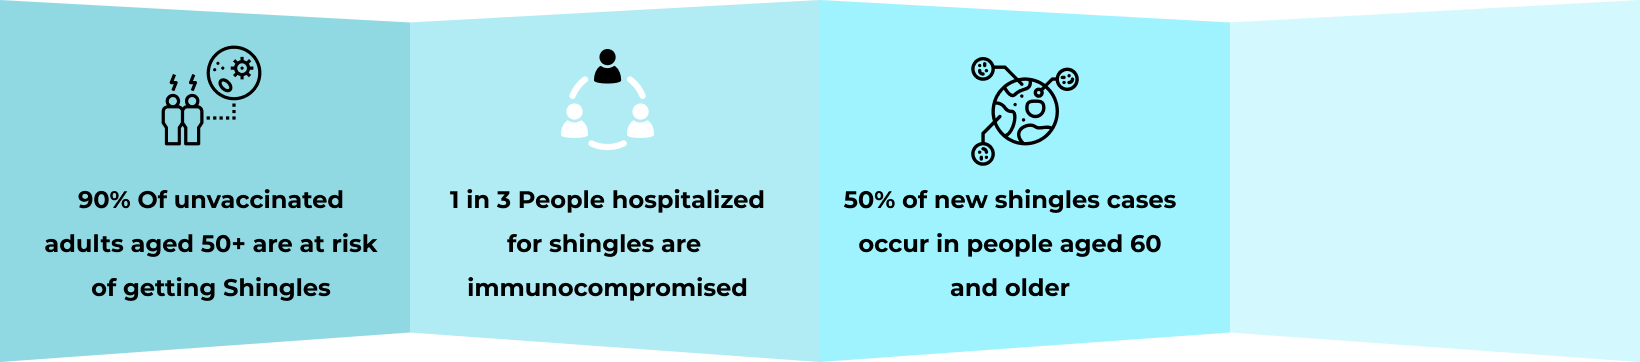 90% Of unvaccinated
adults aged 50+ are at risk
of getting Shingles
1 in 3 People hospitalized
for shingles are
immunocompromised
50% of new shingles cases
occur in people aged 60
and older